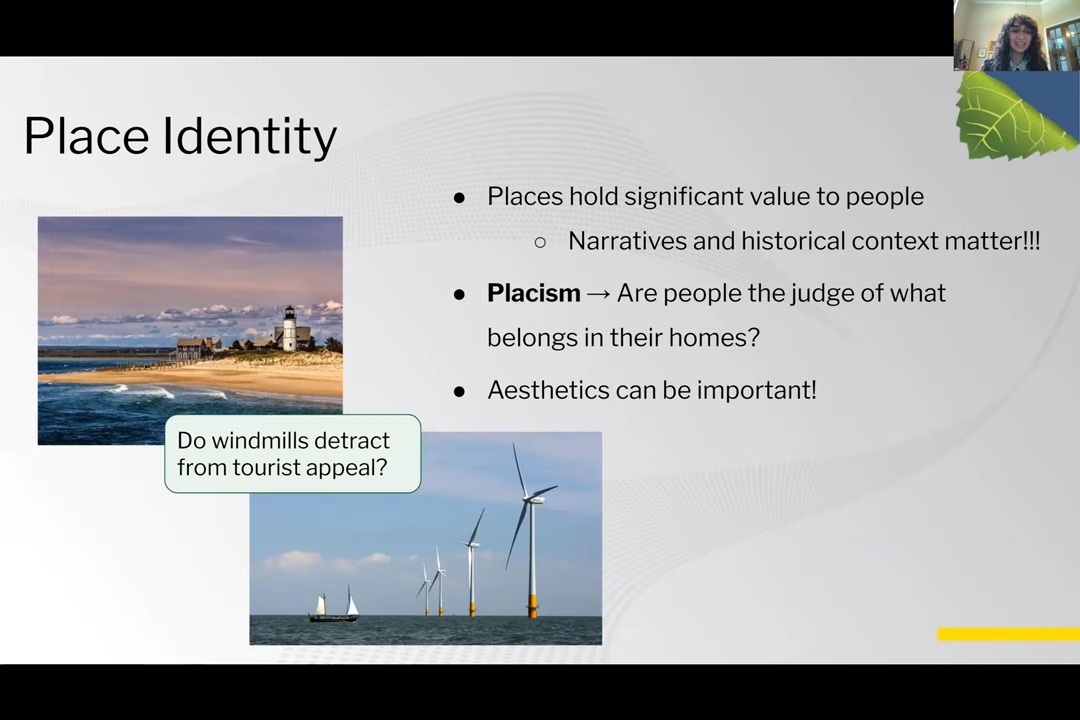 Place Identity
● Places hold significant value to people
○ Narratives and historical context matter!!!
● Placism → Are people the judge of what
belongs in their homes?
● Aesthetics can be important!
Do windmills detract
from tourist appeal?